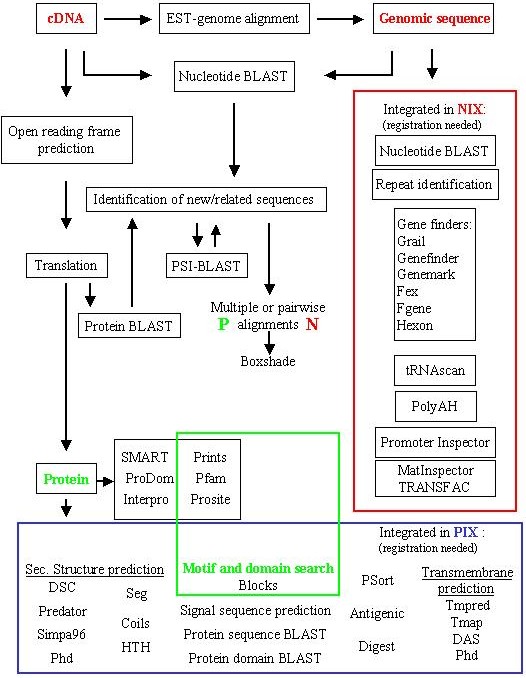 cDNA
EST-genome alignment
Genomic sequence
Nucleotide BLAST
Open reading frame
prediction
Identification of new/related sequences
Translation
PSI-BLAST
Protein BLAST
Multiple or pairwise
P alignments N
Boxshade
Integrated in NIX:
(registration needed)
Nucleotide BLAST
Repeat identification
Gene finders:
Grail
Genefinder
Genemark
Fex
Fgene
Hexon
tRNAscan
PolyAH
Promoter Inspector
MatInspector
TRANSFAC
Protein
SMART
ProDom
Interpro
Prints
Pfam
Prosite
Integrated in PIX :
(registration needed)
Sec. Structure prediction
DSC
Predator
Simpa96
Phd
Seg
Coils
HTH
Motif and domain search
Blocks
Signal sequence prediction
Protein sequence BLAST
Protein domain BLAST
PSort
Antigenic
Digest
Transmembrane
prediction
Tmpred
Tmap
DAS
Phd